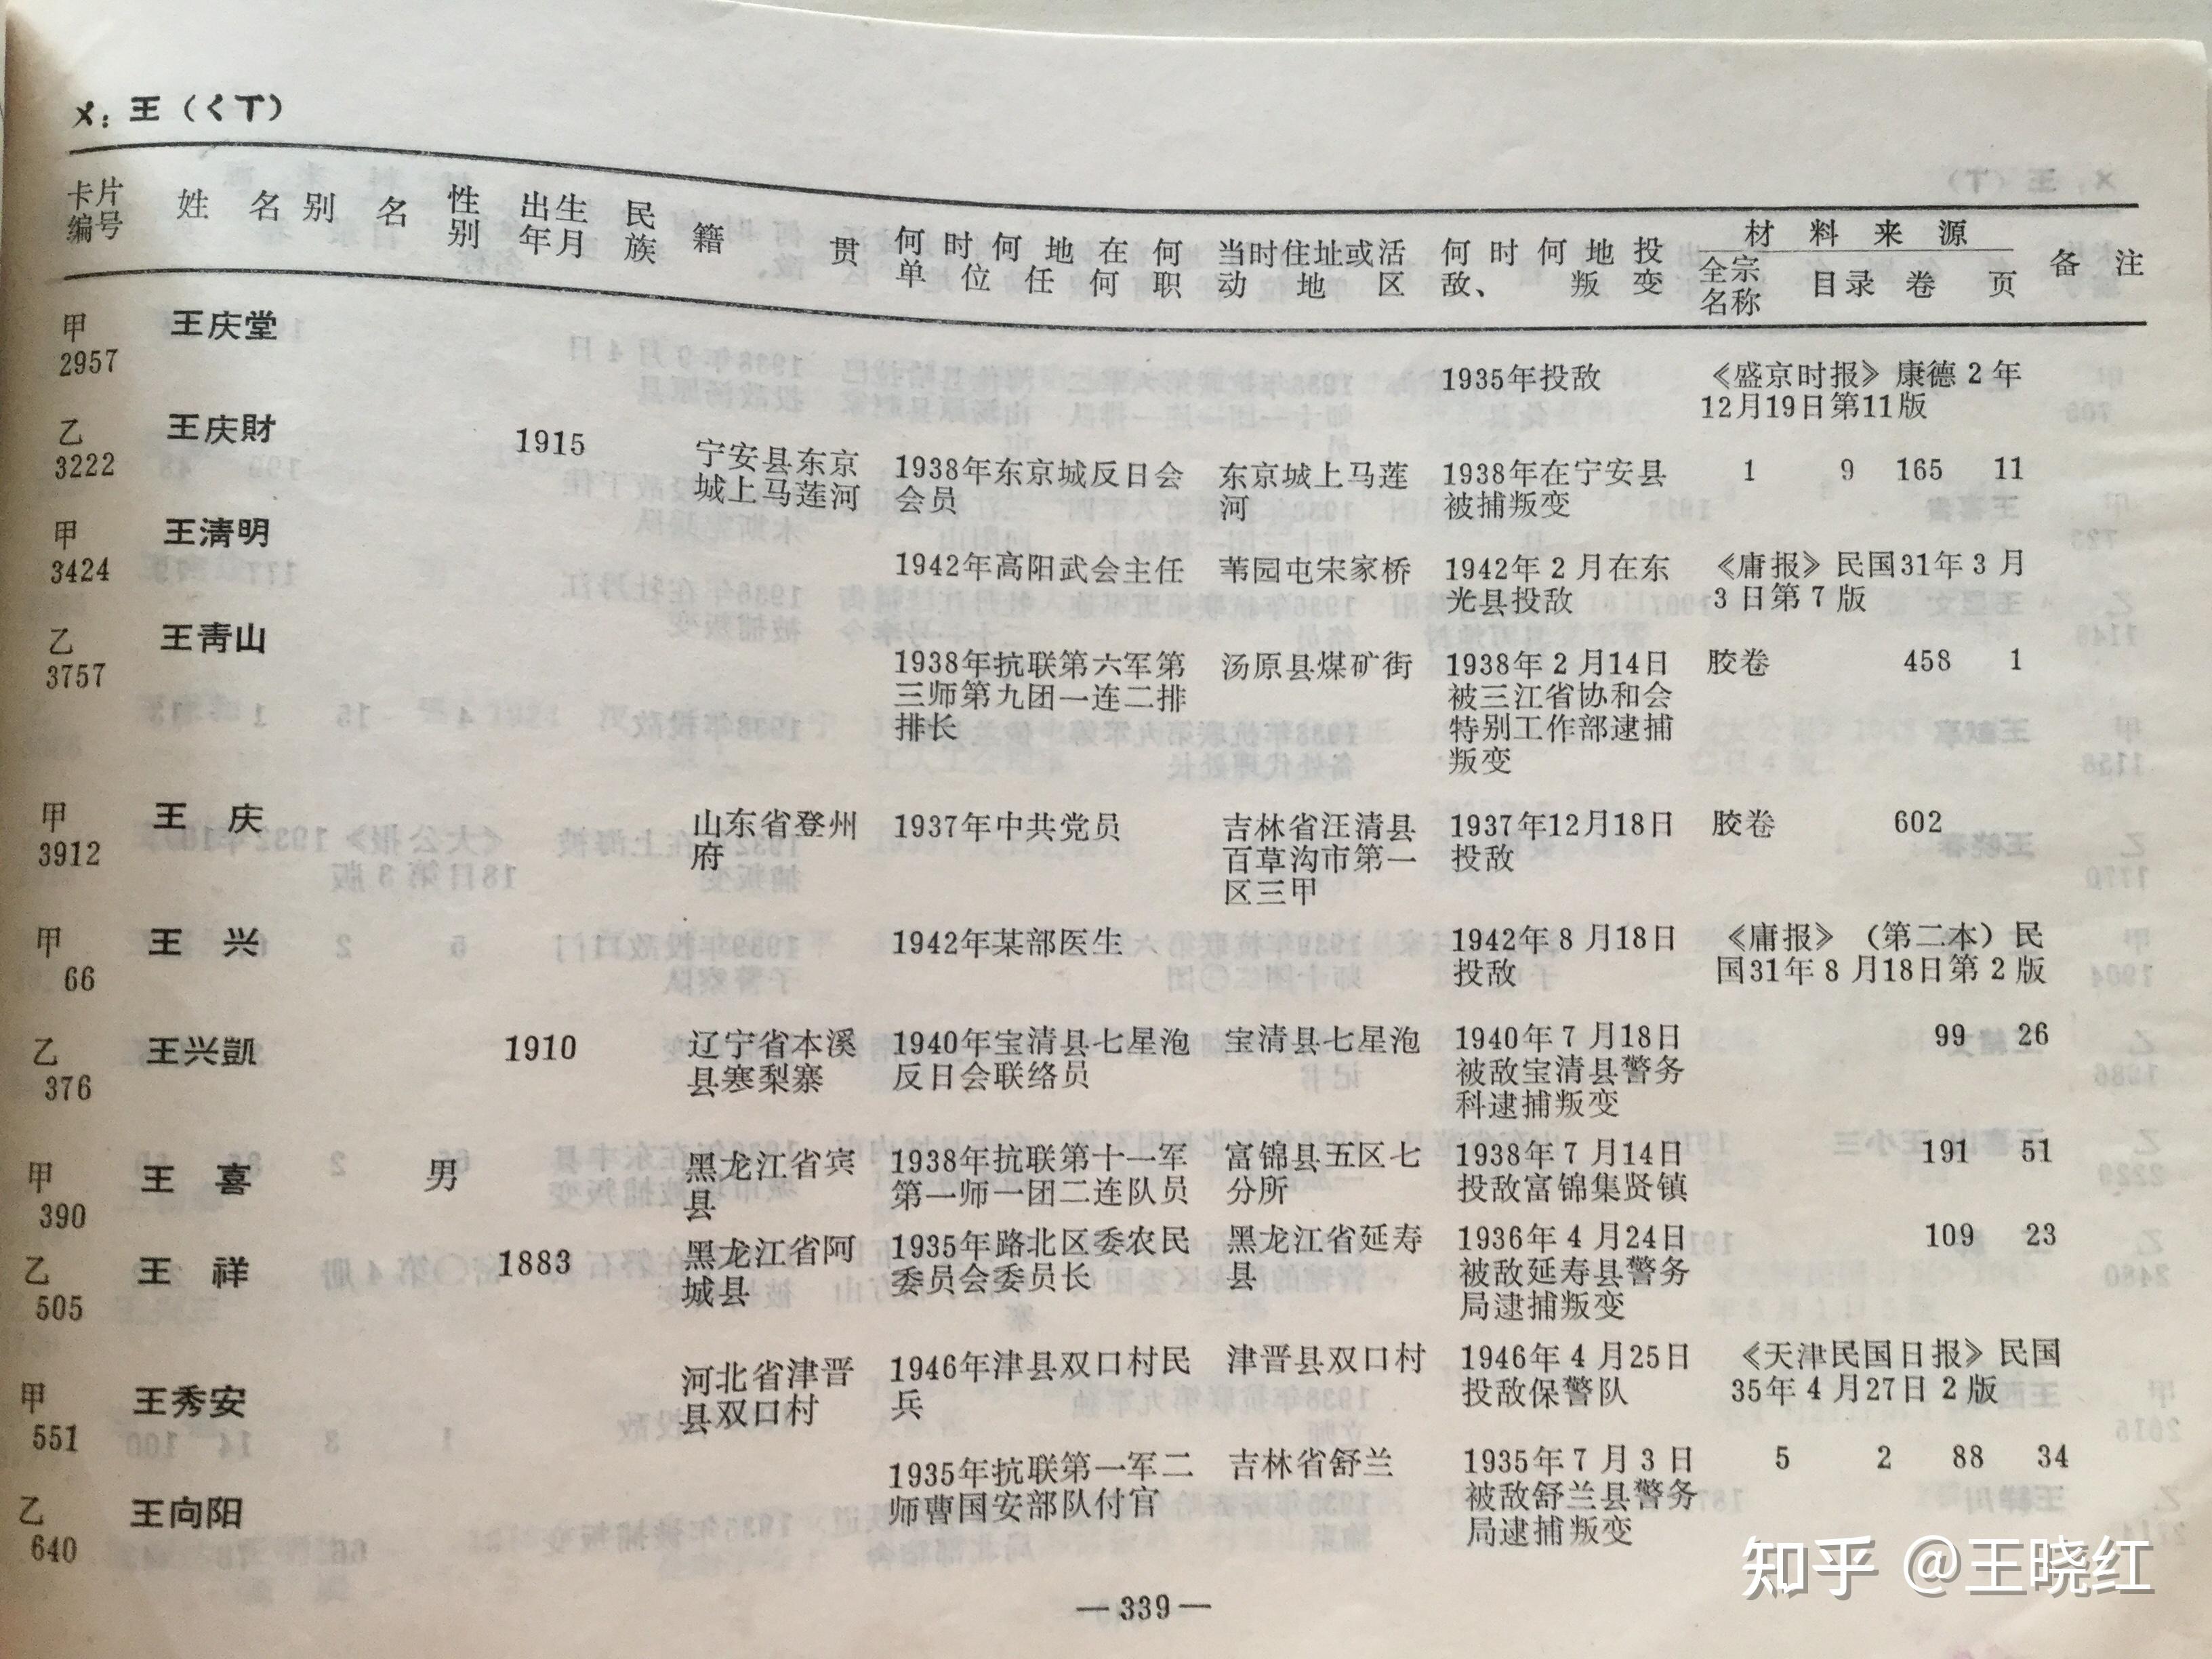 ㄨ：王（ㄑㄒ）
卡片编号 姓名 别名 性别 出生年月 民族 籍贯 何时何地在何单位任何职 当时住址或活动地区 何时何地投敌、叛变 材料来源 全宗名称 目录 卷 页 备注
甲 2957 王庆堂 1935年投敌 《盛京时报》康德2年12月19日第11版
乙 3222 王庆财 1915 宁安县东京城上马莲河 1938年东京城反日会会员 东京城上马莲河 1938年在宁安县被捕叛变 1 9 165 11
甲 3424 王清明 1942年高阳武会主任 苇园屯宋家桥 1942年2月在东光县投敌 《庸报》民国31年3月3日第7版
乙 3757 王青山 1938年抗联第六军第三师第九团一连二排排长 汤原县煤矿街 1938年2月14日被三江省协和会特别工作部逮捕叛变 胶卷 458 1
甲 3912 王庆 山东省登州府 1937年中共党员 吉林省汪清县百草沟市第一区三甲 1937年12月18日投敌 胶卷 602
甲 66 王兴 1942年某部医生 1942年8月18日投敌 《庸报》（第二本）民国31年8月18日第2版
乙 376 王兴凯 1910 辽宁省本溪县寒梨寨 1940年宝清县七星泡反日会联络员 宝清县七星泡 1940年7月18日被敌宝清县警务科逮捕叛变 99 26
甲 390 王喜 男 黑龙江省宾县 1938年抗联第十一军第一师一团二连队员 富锦县五区七分所 1938年7月14日投敌富锦集贤镇 191 51
乙 505 王祥 1883 黑龙江省阿城县 1935年路北区委农民委员会委员长 黑龙江省延寿县 1936年4月24日被敌延寿县警务局逮捕叛变 109 23
甲 551 王秀安 河北省津晋县双口村 1946年津县双口村民兵 津晋县双口村 1946年4月25日投敌保警队 《天津民国日报》民国35年4月27日2版
乙 640 王向阳 1935年抗联第一军二师曹国安部队付官 吉林省舒兰 1935年7月3日被敌舒兰县警务局逮捕叛变 5 2 88 34
—339—
知乎 @王晓红